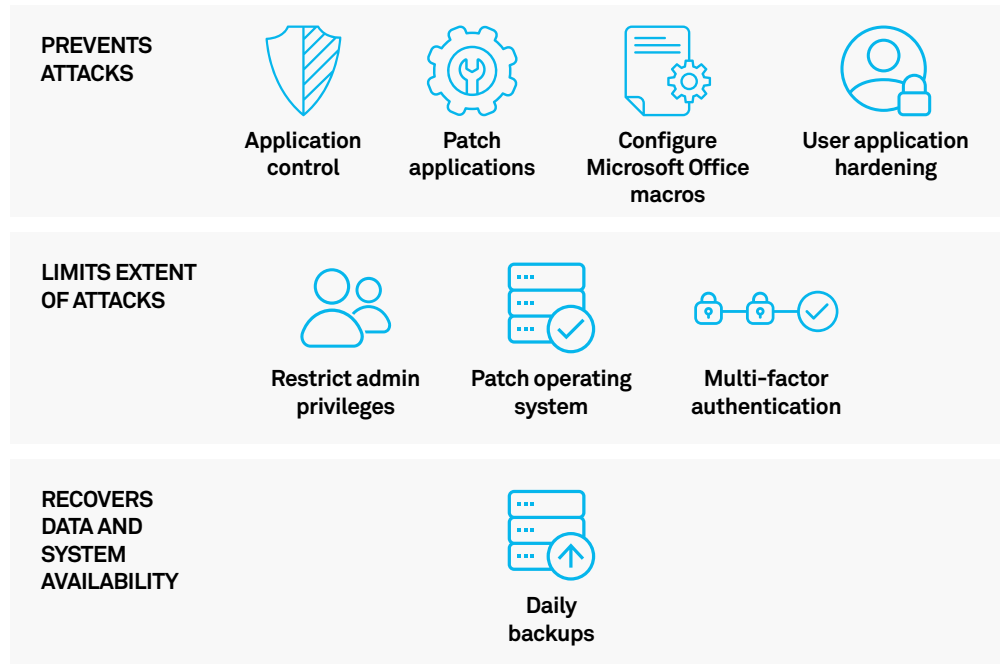 PREVENTS
ATTACKS
Application
control
Patch
applications
Configure
Microsoft Office
macros
User application
hardening
LIMITS EXTENT
OF ATTACKS
Restrict admin
privileges
Patch operating
system
Multi-factor
authentication
RECOVERS
DATA AND
SYSTEM
AVAILABILITY
Daily
backups